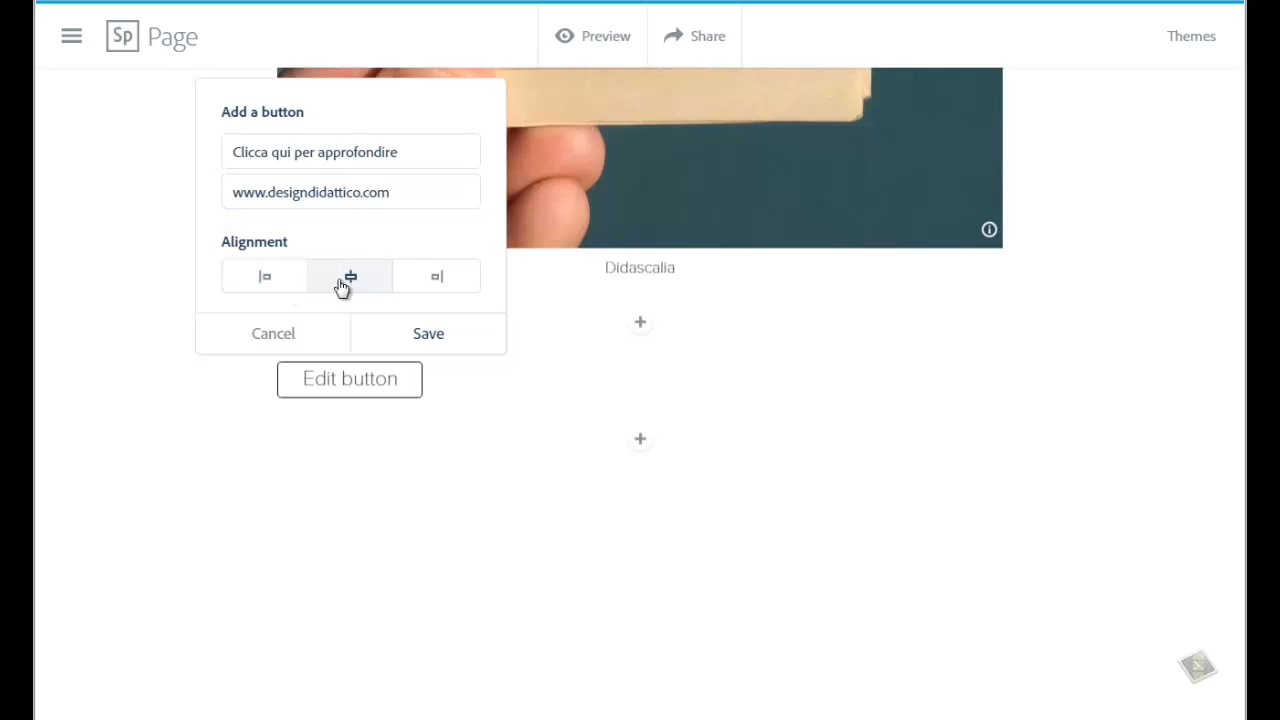 Sp Page
Preview
Share
Themes
Add a button
Clicca qui per approfondire
www.designdidattico.com
Alignment
Cancel
Save
Didascalia
Edit button